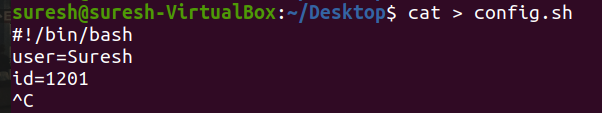 suresh@suresh-VirtualBox:~/Desktop$ cat > config.sh
#!/bin/bash
user=Suresh
id=1201
^C